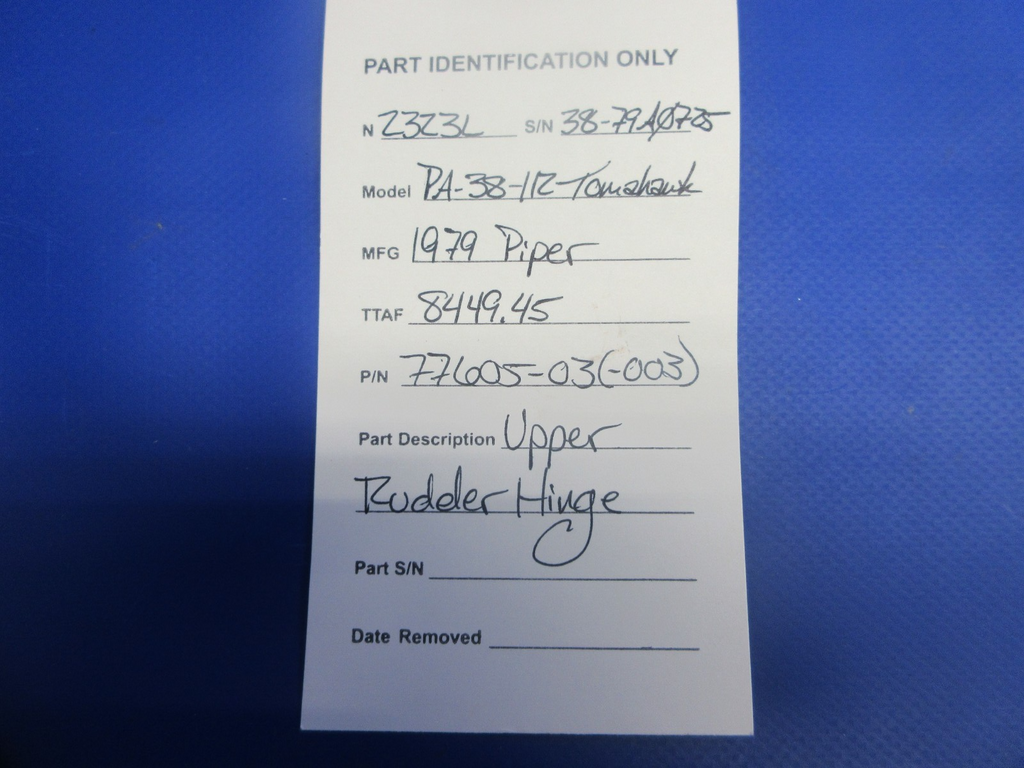 PART IDENTIFICATION ONLY
N 2323L S/N 38-79A0725
Model PA-38-112 Tomahawk
MFG 1979 Piper
TTAF 8449.45
P/N 77605-03(-003)
Part Description Upper
Rudder Hinge
Part S/N
Date Removed